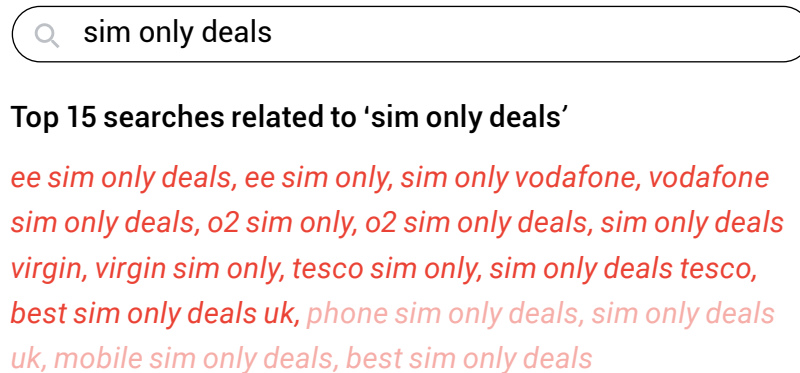 sim only deals
Top 15 searches related to ‘sim only deals’
ee sim only deals, ee sim only, sim only vodafone, vodafone
sim only deals, o2 sim only, o2 sim only deals, sim only deals
virgin, virgin sim only, tesco sim only, sim only deals tesco,
best sim only deals uk, phone sim only deals, sim only deals
uk, mobile sim only deals, best sim only deals